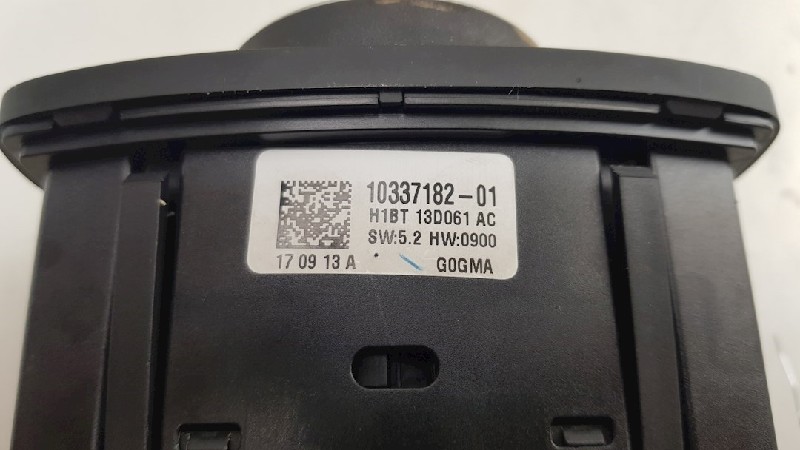 10337182-01
H1BT 13D061 AC
SW:5.2 HW:0900
17 09 13 A G0GMA